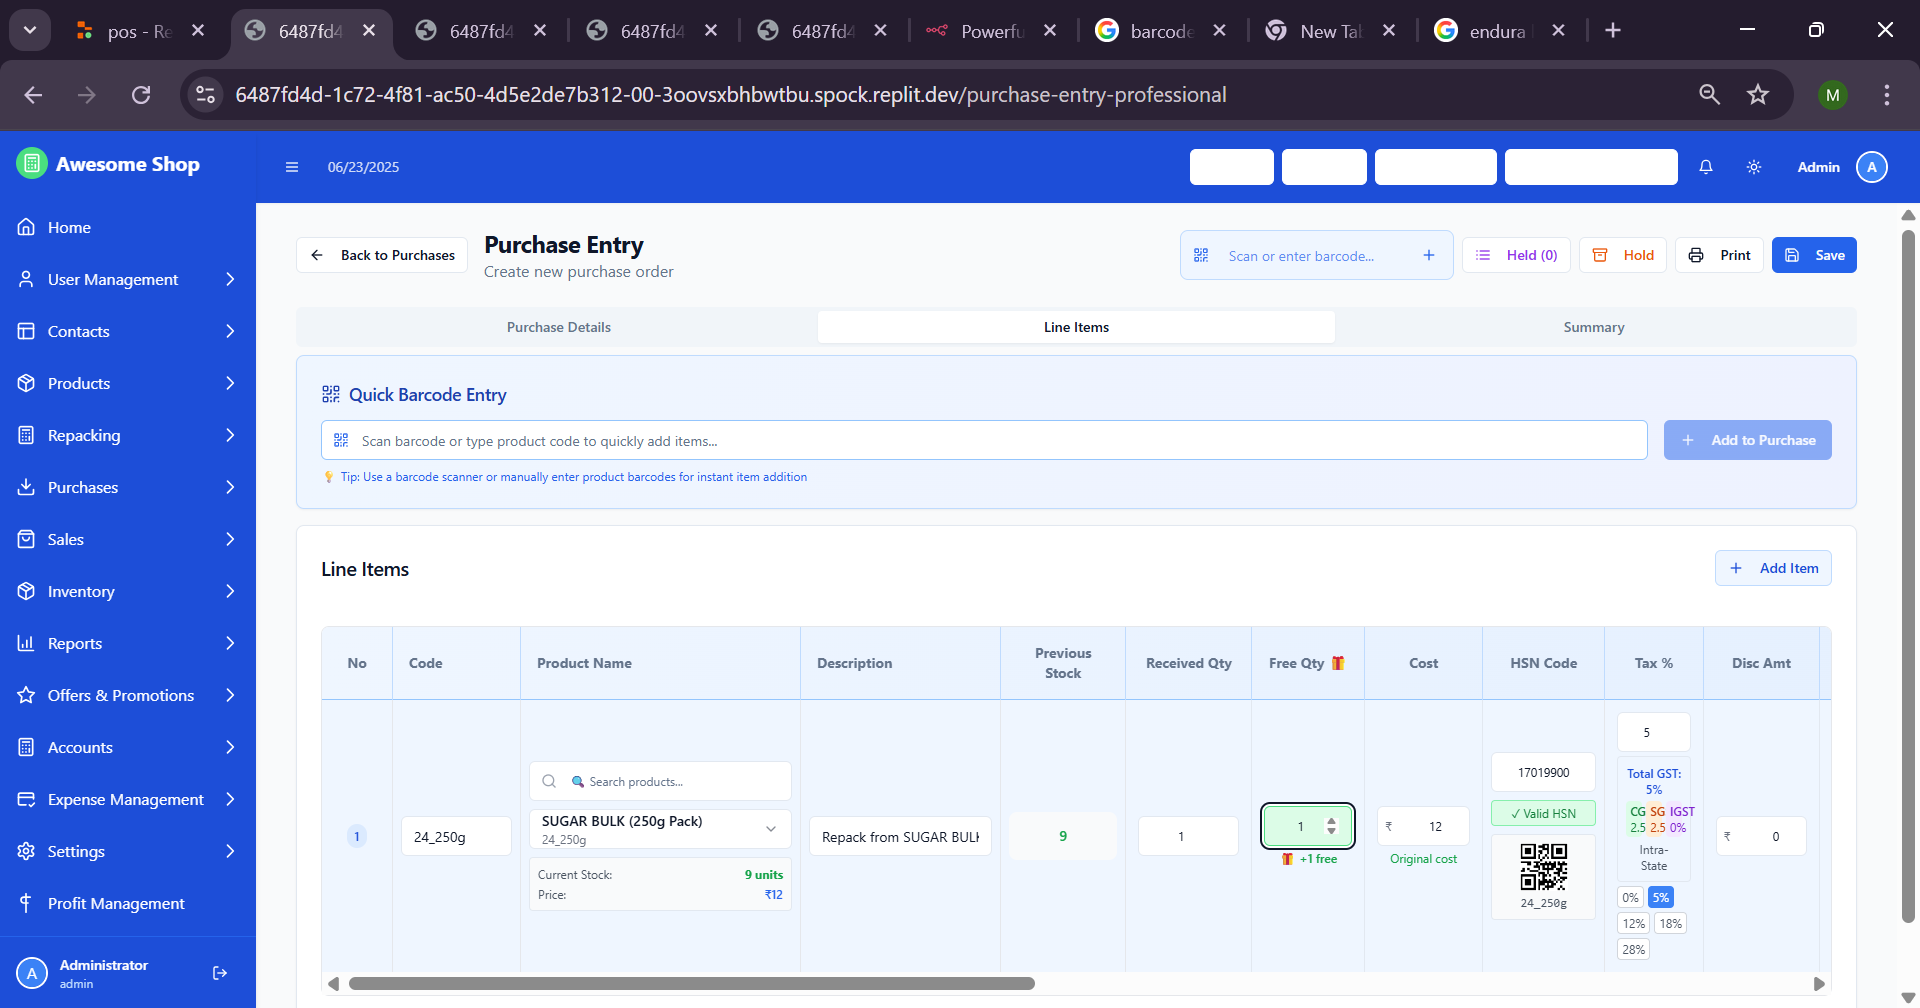 pos - Re
6487fd4
6487fd4
6487fd4
6487fd4
Powerfu
barcode
New Tab
endura
6487fd4d-1c72-4f81-ac50-4d5e2de7b312-00-3oovsxbhbwtbu.spock.replit.dev/purchase-entry-professional
M
Awesome Shop
06/23/2025
Admin
A
Home
User Management
Contacts
Products
Repacking
Purchases
Sales
Inventory
Reports
Offers & Promotions
Accounts
Expense Management
Settings
Profit Management
A
Administrator
admin
Back to Purchases
Purchase Entry
Create new purchase order
Scan or enter barcode...
Held (0)
Hold
Print
Save
Purchase Details
Line Items
Summary
Quick Barcode Entry
Scan barcode or type product code to quickly add items...
Add to Purchase
💡 Tip: Use a barcode scanner or manually enter product barcodes for instant item addition
Line Items
Add Item
No
Code
Product Name
Description
Previous
Stock
Received Qty
Free Qty 🎁
Cost
HSN Code
Tax %
Disc Amt
1
24_250g
🔍 Search products...
SUGAR BULK (250g Pack)
24_250g
Current Stock:
9 units
Price:
₹12
Repack from SUGAR BULK
9
1
1
🎁 +1 free
₹ 12
Original cost
17019900
✓ Valid HSN
24_250g
5
Total GST:
5%
CG SG IGST
2.5 2.5 0%
Intra-
State
0% 5%
12% 18%
28%
₹ 0